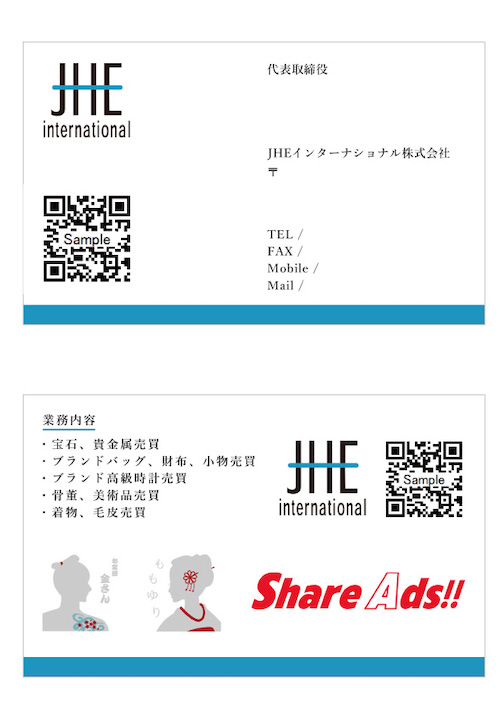 JHE
international
代表取締役
JHEインターナショナル株式会社
〒
Sample
TEL /
FAX /
Mobile /
Mail /
業務内容
・宝石、貴金属売買
・ブランドバッグ、財布、小物売買
・ブランド高級時計売買
・骨董、美術品売買
・着物、毛皮売買
JHE
international
Sample
金さん
ももゆり
Share Ads!!